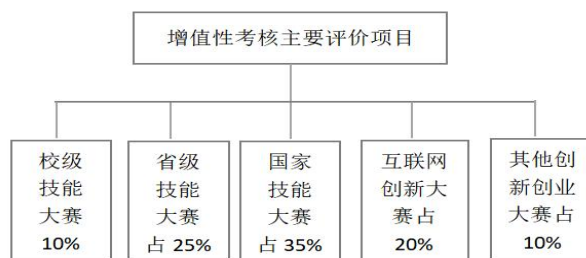 增值性考核主要评价项目
校级
技能
大赛
10%
省级
技能
大赛
占 25%
国家
技能
大赛
占 35%
互联网
创新大
赛占
20%
其他创
新创业
大赛占
10%